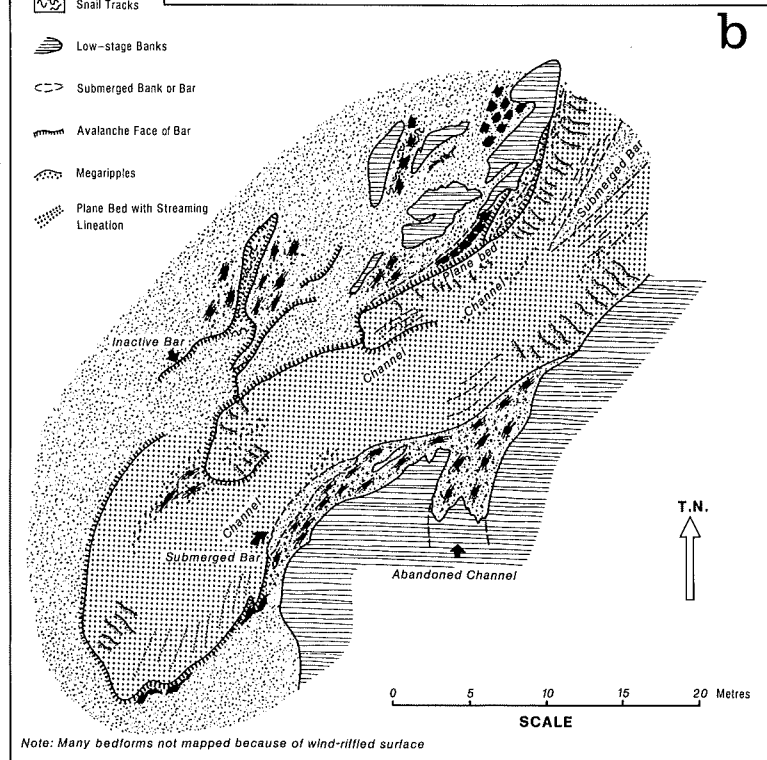 Snail Tracks
b
Low-stage Banks
Submerged Bank or Bar
Avalanche Face of Bar
Megaripples
Plane Bed with Streaming
Lineation
Submerged Bar
Plane bed
Channel
Inactive Bar
Channel
Channel
Submerged Bar
Abandoned Channel
T.N.
0 5 10 15 20 Metres
SCALE
Note: Many bedforms not mapped because of wind-riffled surface